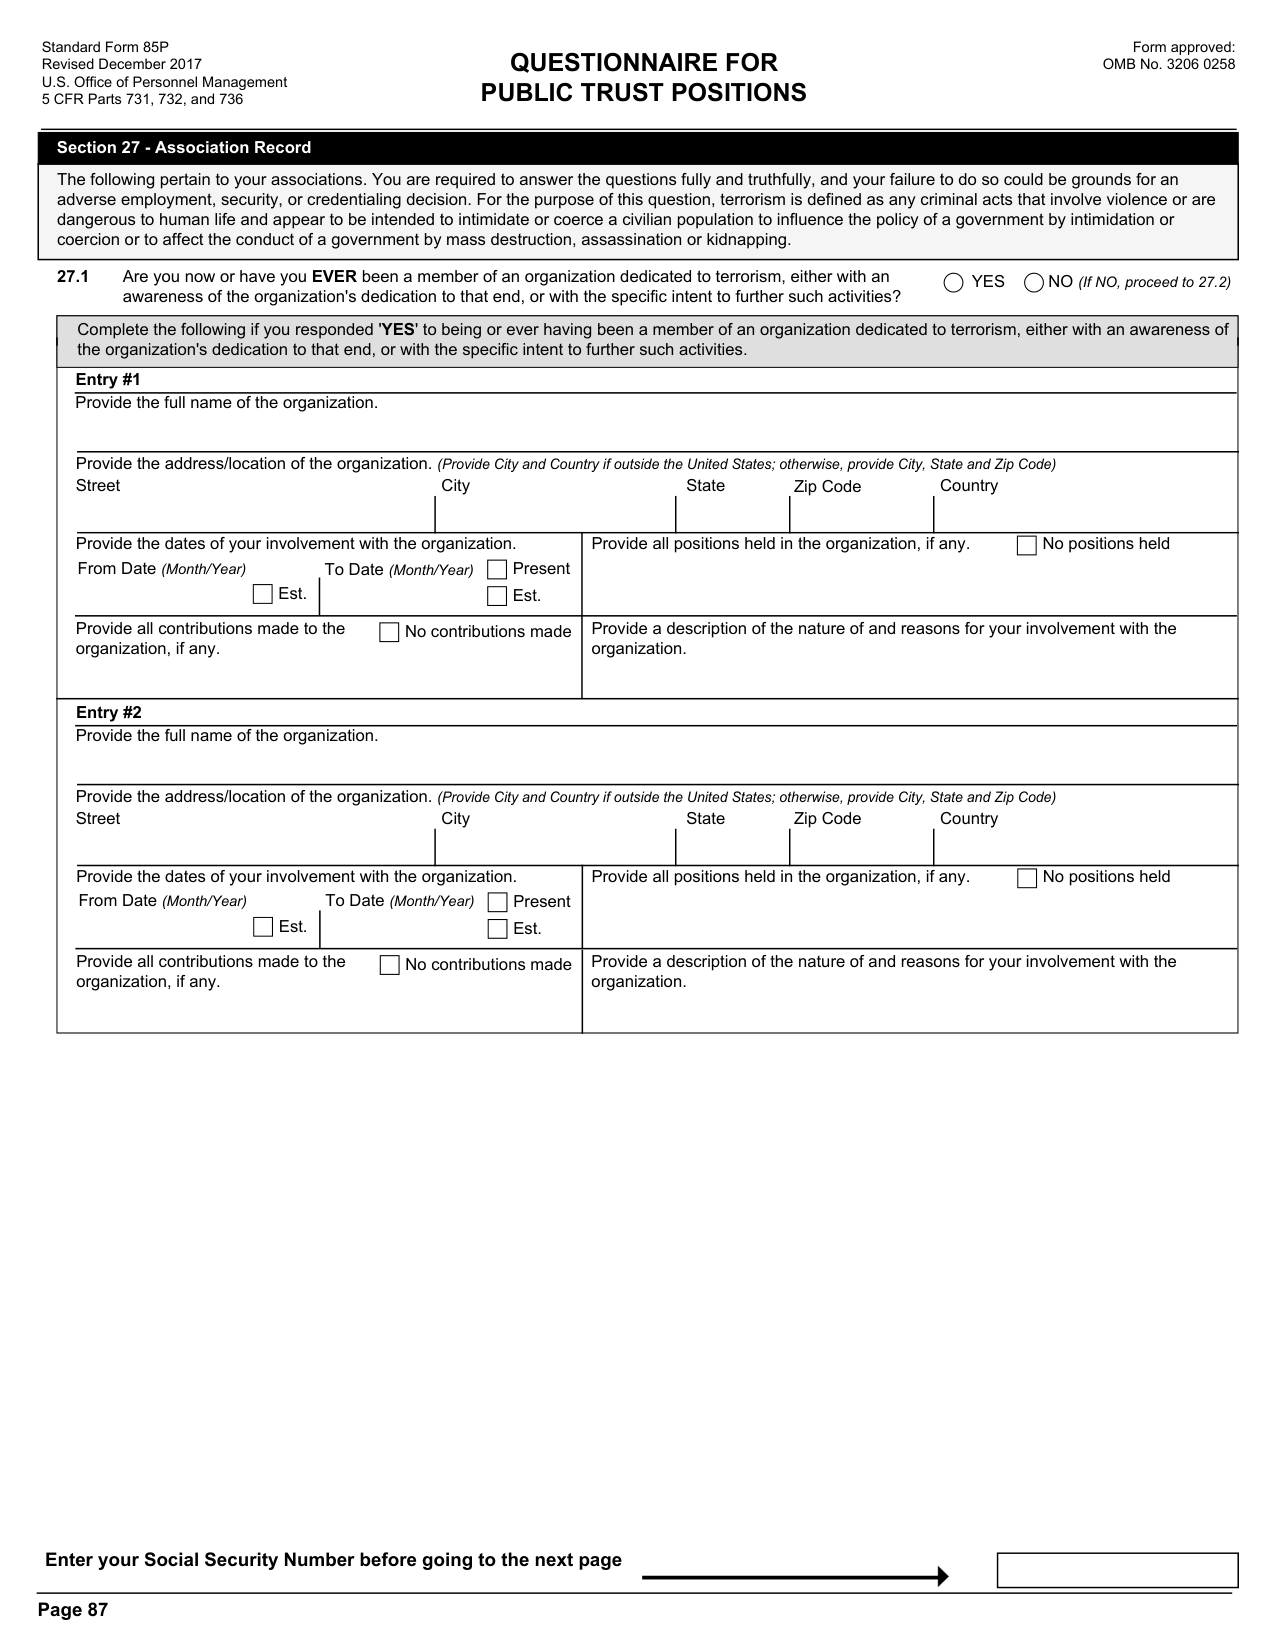 Standard Form 85P
Revised December 2017
U.S. Office of Personnel Management
5 CFR Parts 731, 732, and 736
QUESTIONNAIRE FOR
PUBLIC TRUST POSITIONS
Form approved:
OMB No. 3206 0258
Section 27 - Association Record
The following pertain to your associations. You are required to answer the questions fully and truthfully, and your failure to do so could be grounds for an
adverse employment, security, or credentialing decision. For the purpose of this question, terrorism is defined as any criminal acts that involve violence or are
dangerous to human life and appear to be intended to intimidate or coerce a civilian population to influence the policy of a government by intimidation or
coercion or to affect the conduct of a government by mass destruction, assassination or kidnapping.
27.1 Are you now or have you EVER been a member of an organization dedicated to terrorism, either with an
awareness of the organization's dedication to that end, or with the specific intent to further such activities?
YES NO (If NO, proceed to 27.2)
Complete the following if you responded 'YES' to being or ever having been a member of an organization dedicated to terrorism, either with an awareness of
the organization's dedication to that end, or with the specific intent to further such activities.
Entry #1
Provide the full name of the organization.
Provide the address/location of the organization. (Provide City and Country if outside the United States; otherwise, provide City, State and Zip Code)
Street City State Zip Code Country
Provide the dates of your involvement with the organization.
From Date (Month/Year) To Date (Month/Year) Present
Est. Est.
Provide all positions held in the organization, if any. No positions held
Provide all contributions made to the No contributions made
organization, if any.
Provide a description of the nature of and reasons for your involvement with the
organization.
Entry #2
Provide the full name of the organization.
Provide the address/location of the organization. (Provide City and Country if outside the United States; otherwise, provide City, State and Zip Code)
Street City State Zip Code Country
Provide the dates of your involvement with the organization.
From Date (Month/Year) To Date (Month/Year) Present
Est. Est.
Provide all positions held in the organization, if any. No positions held
Provide all contributions made to the No contributions made
organization, if any.
Provide a description of the nature of and reasons for your involvement with the
organization.
Enter your Social Security Number before going to the next page
Page 87